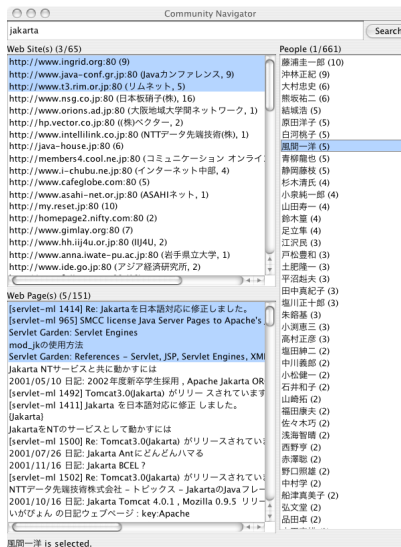 Community Navigator
jakarta
Search
Web Site(s) (3/65)
http://www.ingrid.org:80 (9)
http://www.java-conf.gr.jp:80 (Javaカンファレンス, 9)
http://www.t3.rim.or.jp:80 (リムネット, 5)
http://www.nsg.co.jp:80 (日本板硝子(株), 16)
http://www.orions.ad.jp:80 (大阪地域大学間ネットワーク, 1)
http://hp.vector.co.jp:80 ((株)ベクター, 2)
http://www.intellilink.co.jp:80 (NTTデータ先端技術(株), 1)
http://java-house.jp:80 (6)
http://members4.cool.ne.jp:80 (コミュニケーション オンライ
http://www.i-chubu.ne.jp:80 (インターネット中部, 4)
http://www.cafeglobe.com:80 (5)
http://www.asahi-net.or.jp:80 (ASAHIネット, 1)
http://my.reset.jp:80 (10)
http://homepage2.nifty.com:80 (2)
http://www.gimlay.org:80 (7)
http://www.hh.iij4u.or.jp:80 (IIJ4U, 2)
http://www.anna.iwate-pu.ac.jp:80 (岩手県立大学, 1)
http://www.ide.go.jp:80 (アジア経済研究所, 2)
Web Page(s) (5/151)
[servlet-ml 1414] Re: Jakartaを日本語対応に修正しました。
[servlet-ml 965] SMCC license Java Server Pages to Apache's
Servlet Garden: Servlet Engines
mod_jkの使用方法
Servlet Garden: References - Servlet, JSP, Servlet Engines, XM
Jakarta NTサービスと共に動かすには
2001/05/10 日記: 2002年度新卒学生採用 , Apache Jakarta OR
[servlet-ml 1492] Tomcat3.0(Jakarta) がリリー スされています
[servlet-ml 1411] Jakarta を日本語対応に修正 しました。
{Jakarta}
JakartaをNTのサービスとして動かすには
[servlet-ml 1500] Re: Tomcat3.0(Jakarta) がリリースされてい
2001/07/26 日記: Jakarta Antにどんどんハマる
2001/11/16 日記: Jakarta BCEL ?
[servlet-ml 1502] Re: Tomcat3.0(Jakarta) がリリースされてい
NTTデータ先端技術株式会社 - トピックス - JakartaのJavaフレー
2001/10/16 日記: Jakarta Tomcat 4.0.1 , Mozilla 0.9.5 リリー
いがぴょん の日記ウェブページ : key:Apache
People (1/661)
藤浦圭一郎 (10)
沖林正紀 (9)
大村忠史 (6)
熊坂祐二 (6)
結城浩 (5)
原田洋子 (5)
白河桃子 (5)
風間一洋 (5)
青柳龍也 (5)
静岡藤枝 (5)
杉木清氏 (4)
小泉純一郎 (4)
山田寿一 (4)
鈴木篁 (4)
足立隼 (4)
江沢民 (3)
戸松豊和 (3)
土肥隆一 (3)
平沼赳夫 (3)
田中真紀子 (3)
塩川正十郎 (3)
朱鎔基 (3)
小渕恵三 (3)
高村正彦 (3)
塩田紳二 (2)
中川義郎 (2)
小松健一 (2)
石井和子 (2)
山崎拓 (2)
福田康夫 (2)
佐々木巧 (2)
浅海智晴 (2)
西野亨 (2)
赤澤聡 (2)
野口照雄 (2)
中村学 (2)
船津真美子 (2)
弘文堂 (2)
品田卓 (2)
風間一洋 is selected.